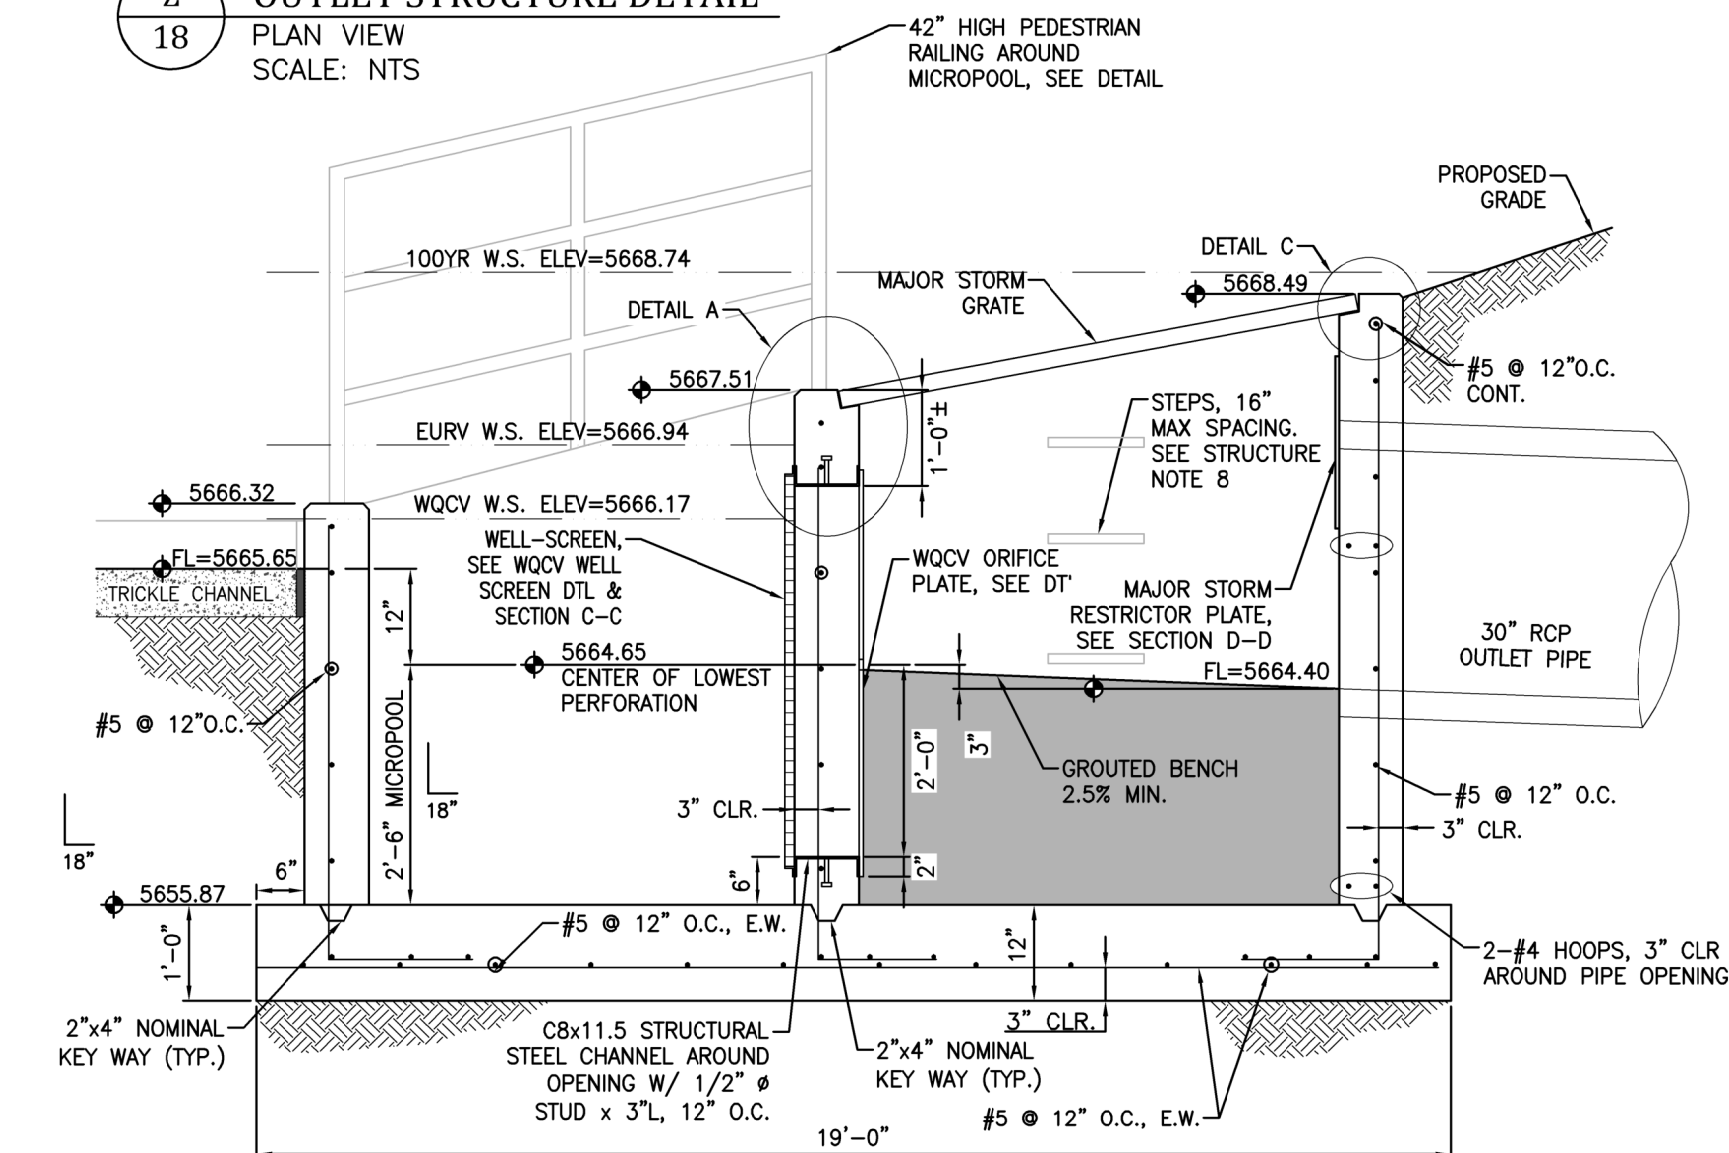 OUTLET STRUCTURE DETAIL
18
PLAN VIEW
SCALE: NTS
42" HIGH PEDESTRIAN
RAILING AROUND
MICROPOOL, SEE DETAIL
PROPOSED
GRADE
DETAIL C
100YR W.S. ELEV=5668.74
MAJOR STORM
GRATE
5668.49
DETAIL A
#5 @ 12"O.C.
CONT.
5667.51
1'-0"±
STEPS, 16"
MAX SPACING.
SEE STRUCTURE
NOTE 8
EURV W.S. ELEV=5666.94
5666.32
WQCV W.S. ELEV=5666.17
WELL-SCREEN,
SEE WQCV WELL
SCREEN DTL &
SECTION C-C
FL=5665.65
TRICKLE CHANNEL
12"
WQCV ORIFICE
PLATE, SEE DT'
MAJOR STORM
RESTRICTOR PLATE,
SEE SECTION D-D
30" RCP
OUTLET PIPE
5664.65
CENTER OF LOWEST
PERFORATION
FL=5664.40
#5 @ 12"O.C.
2'-6" MICROPOOL
18"
18"
2'-0"
3"
GROUTED BENCH
2.5% MIN.
3" CLR.
#5 @ 12" O.C.
3" CLR.
6"
6"
2"
5655.87
1'-0"
#5 @ 12" O.C., E.W.
12"
2-#4 HOOPS, 3" CLR
AROUND PIPE OPENING
3" CLR.
2"x4" NOMINAL
KEY WAY (TYP.)
C8x11.5 STRUCTURAL
STEEL CHANNEL AROUND
OPENING W/ 1/2" ø
STUD x 3"L, 12" O.C.
2"x4" NOMINAL
KEY WAY (TYP.)
#5 @ 12" O.C., E.W.
19'-0"